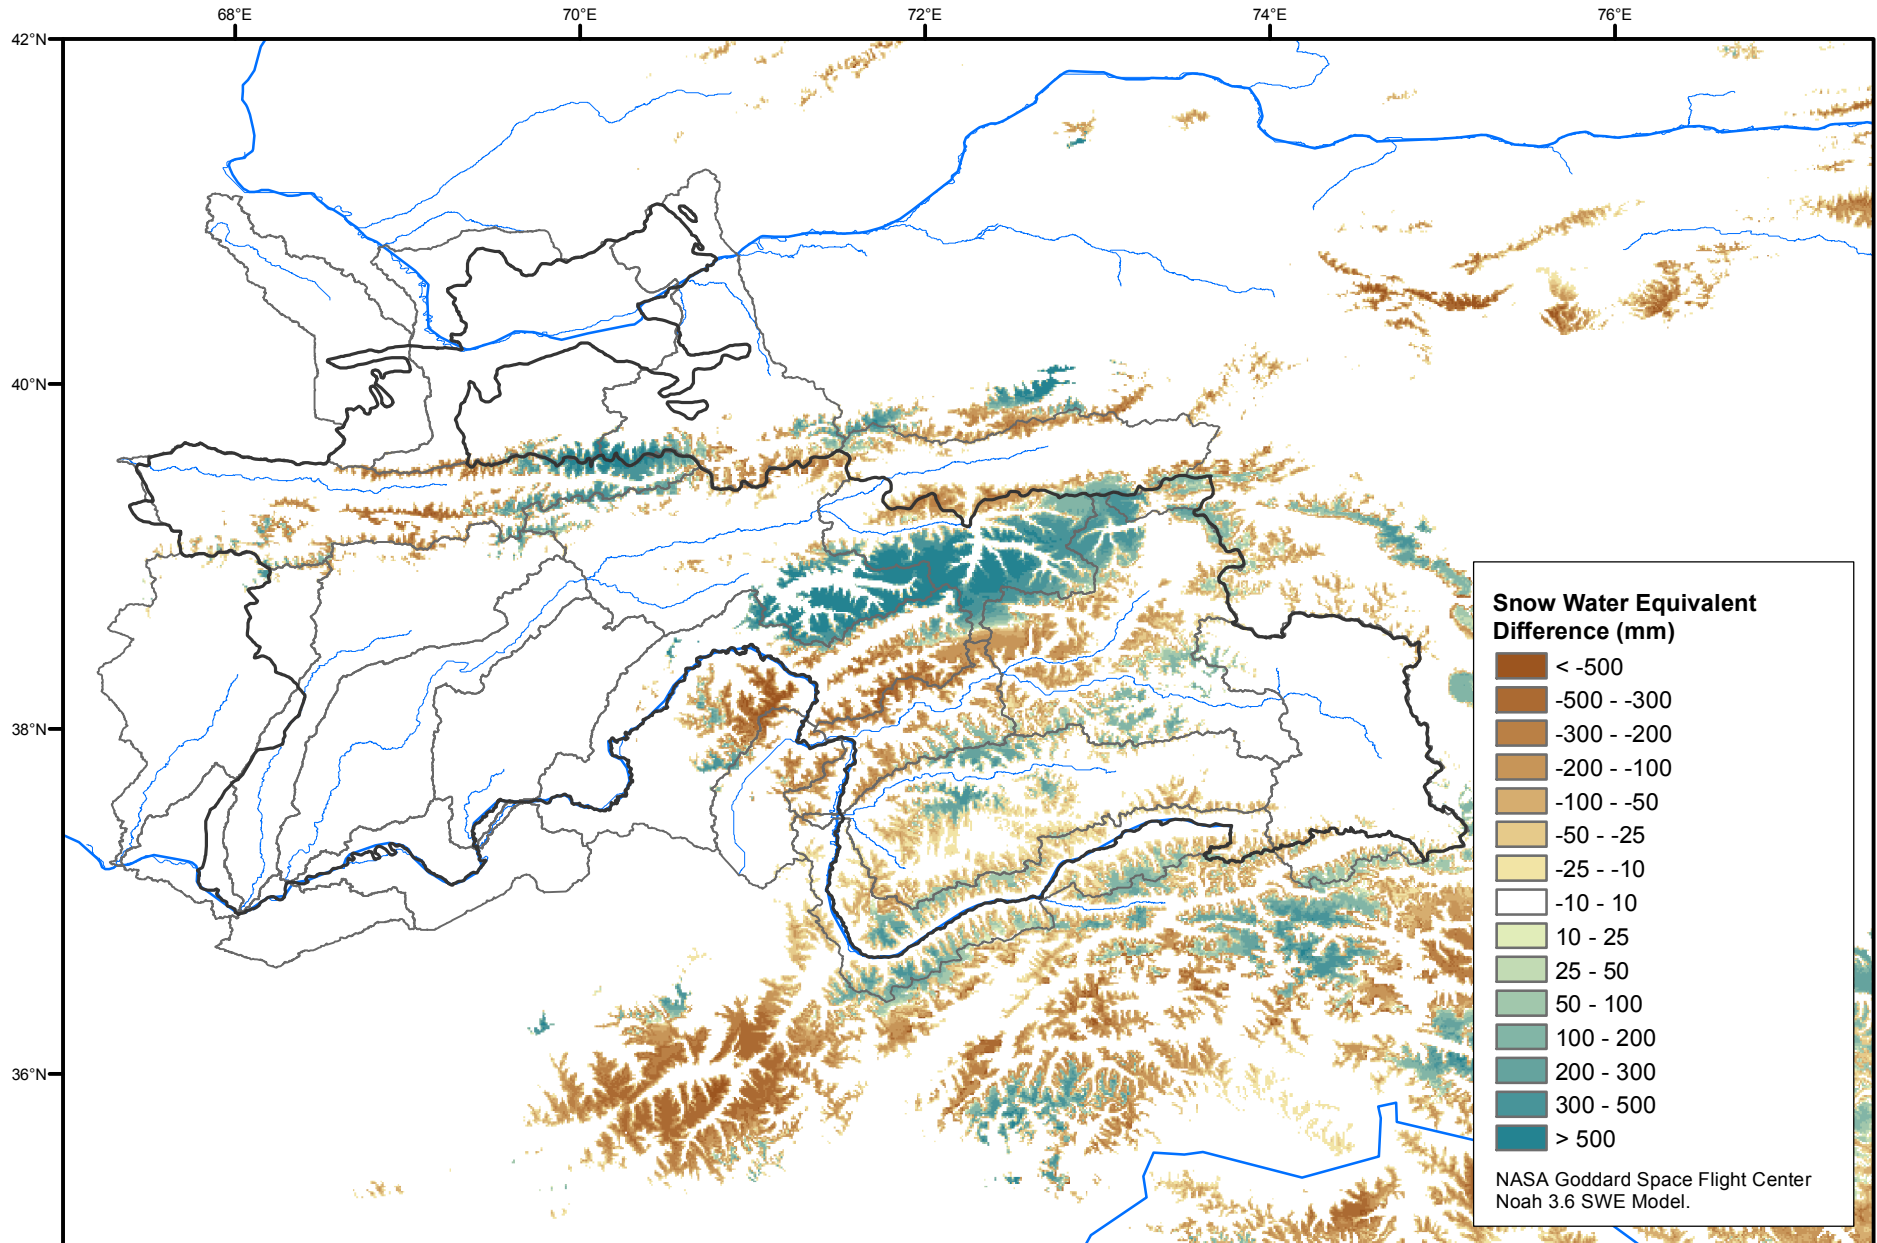 68°E
70°E
72°E
74°E
76°E
42°N
40°N
38°N
36°N
Snow Water Equivalent
Difference (mm)
< -500
-500 - -300
-300 - -200
-200 - -100
-100 - -50
-50 - -25
-25 - -10
-10 - 10
10 - 25
25 - 50
50 - 100
100 - 200
200 - 300
300 - 500
> 500
NASA Goddard Space Flight Center
Noah 3.6 SWE Model.